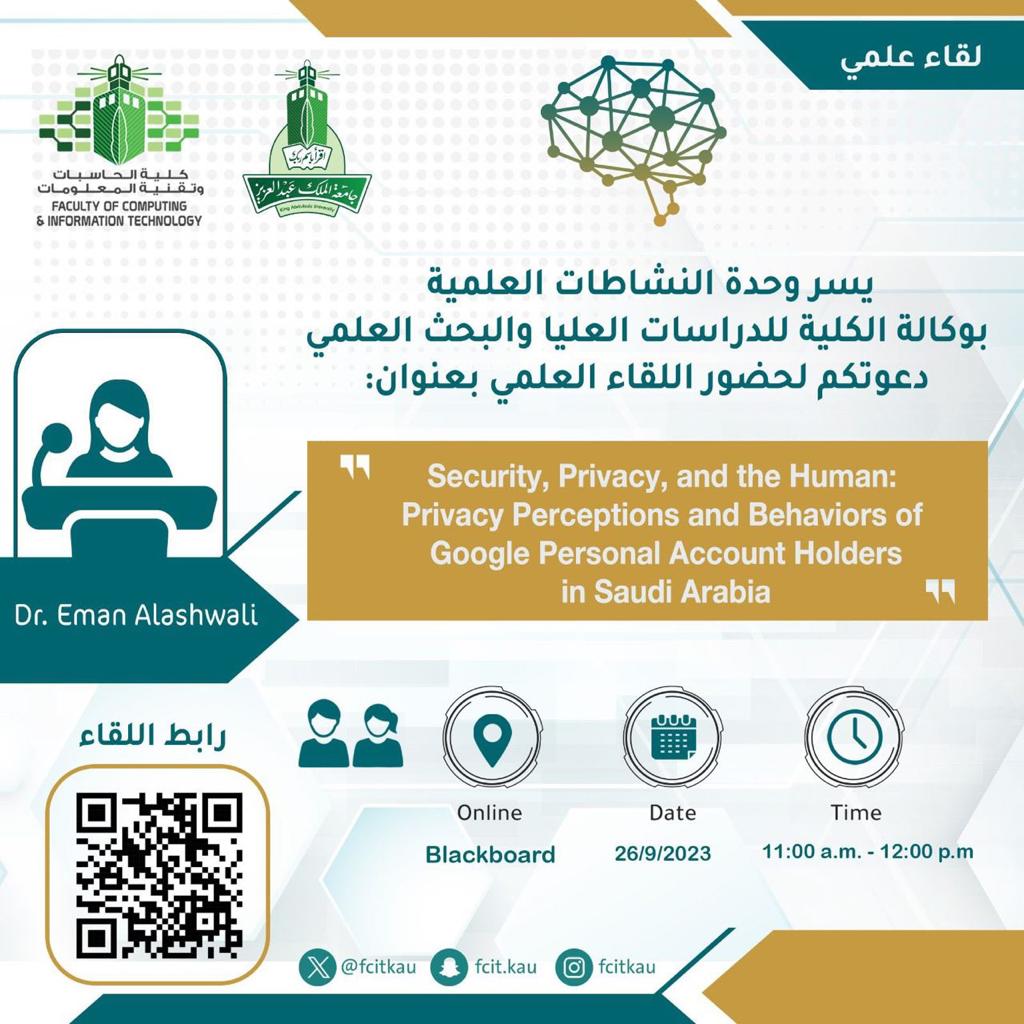 لقاء علمي
كلية الحاسبات
وتقنية المعلومات
FACULTY OF COMPUTING
& INFORMATION TECHNOLOGY
اقرأ باسم ربك
جامعة الملك عبدالعزيز
King Abdulaziz University
يسر وحدة النشاطات العلمية
بوكالة الكلية للدراسات العليا والبحث العلمي
دعوتكم لحضور اللقاء العلمي بعنوان:
Security, Privacy, and the Human:
Privacy Perceptions and Behaviors of
Google Personal Account Holders
in Saudi Arabia
Dr. Eman Alashwali
رابط اللقاء
Online
Blackboard
Date
26/9/2023
Time
11:00 a.m. - 12:00 p.m
@fcitkau
fcit.kau
fcitkau